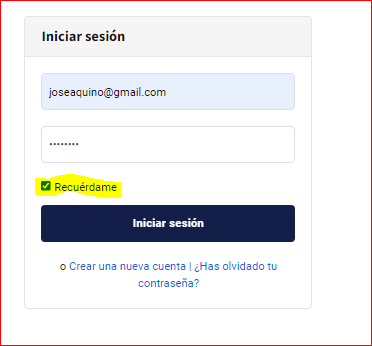 Iniciar sesión
joseaquino@gmail.com
••••••••
Recuérdame
Iniciar sesión
o Crear una nueva cuenta | ¿Has olvidado tu
contraseña?